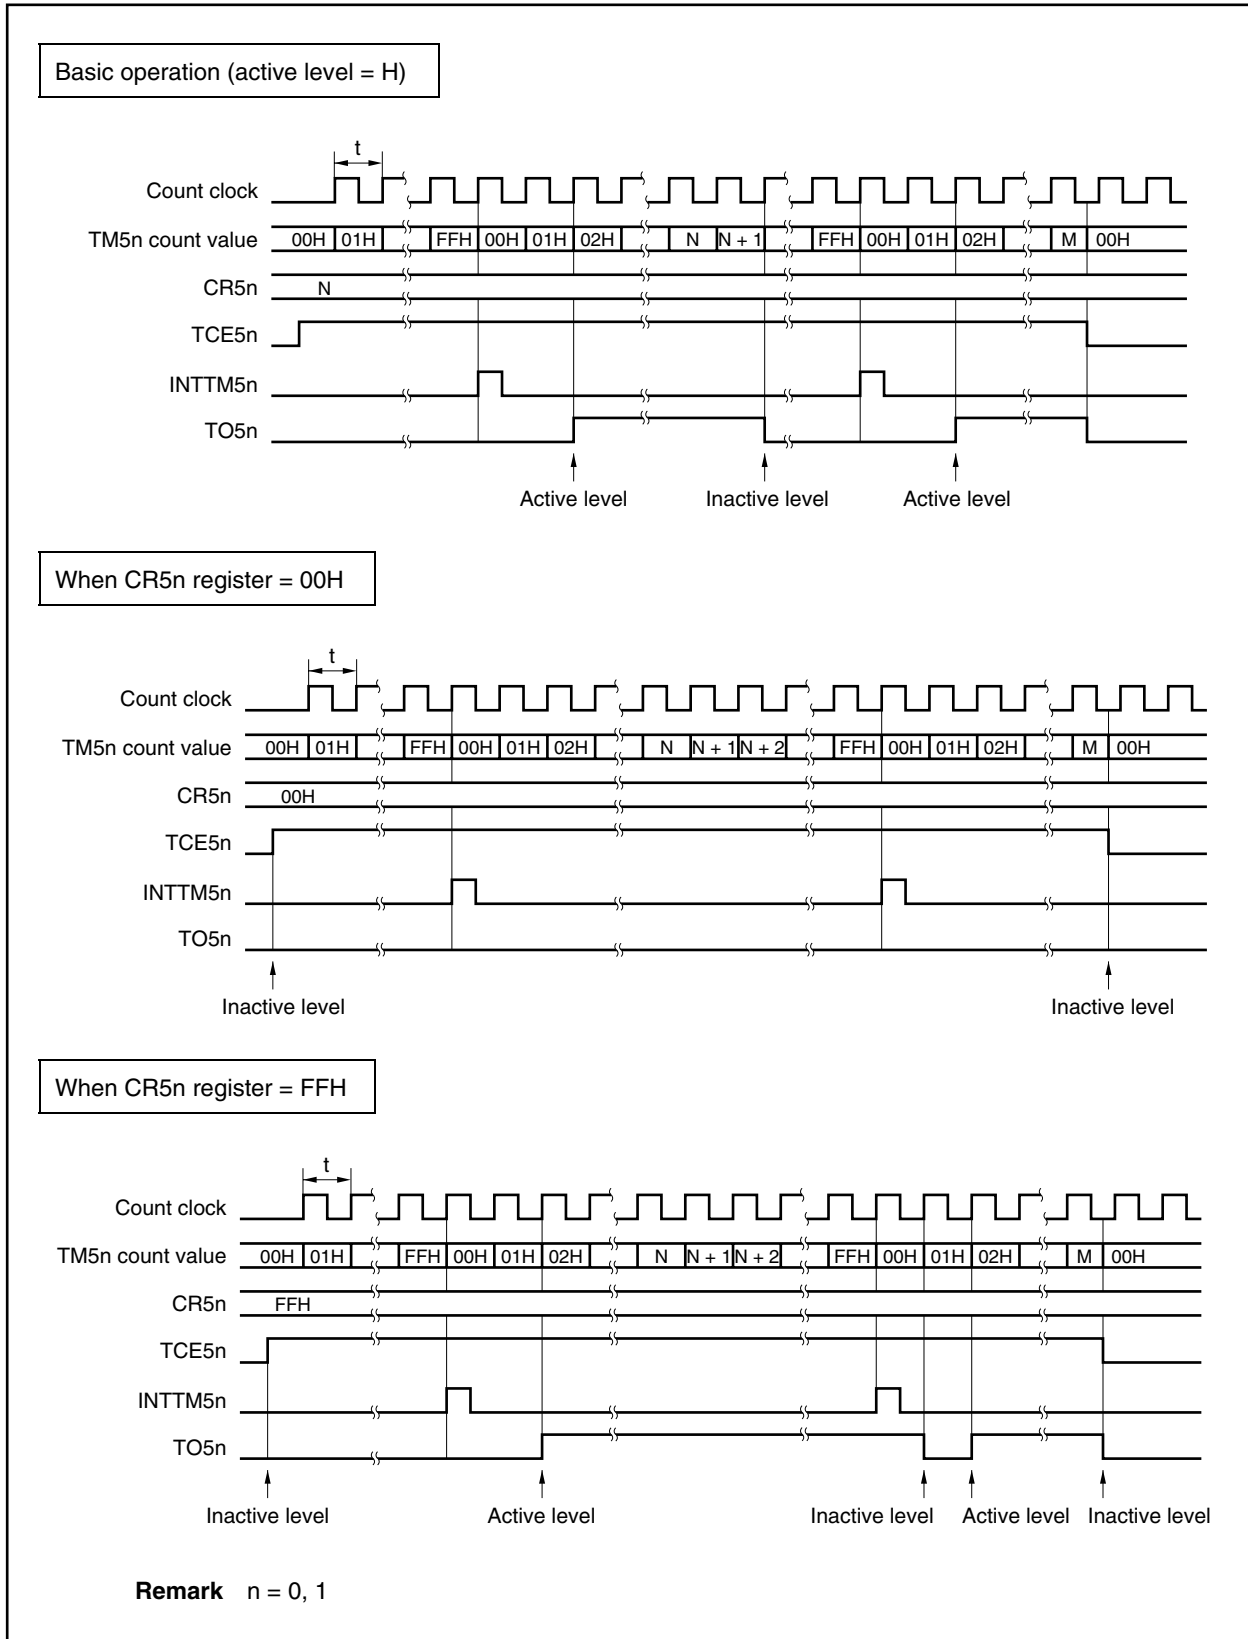 Basic operation (active level = H)
t
Count clock
TM5n count value 00H 01H FFH 00H 01H 02H N N + 1 FFH 00H 01H 02H M 00H
CR5n N
TCE5n
INTTM5n
TO5n
Active level Inactive level Active level
When CR5n register = 00H
t
Count clock
TM5n count value 00H 01H FFH 00H 01H 02H N N + 1 N + 2 FFH 00H 01H 02H M 00H
CR5n 00H
TCE5n
INTTM5n
TO5n
Inactive level Inactive level
When CR5n register = FFH
t
Count clock
TM5n count value 00H 01H FFH 00H 01H 02H N N + 1 N + 2 FFH 00H 01H 02H M 00H
CR5n FFH
TCE5n
INTTM5n
TO5n
Inactive level Active level Inactive level Active level Inactive level
Remark n = 0, 1